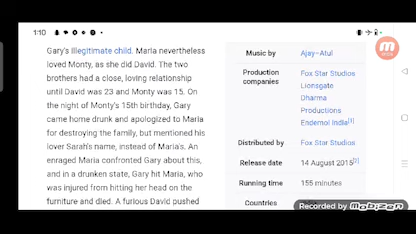 1:10
Gary's illegitimate child. Maria nevertheless
loved Monty, as she did David. The two
brothers had a close, loving relationship
until David was 23 and Monty was 15. On
the night of Monty's 15th birthday, Gary
came home drunk and apologized to Maria
for destroying the family, but mentioned his
lover Sarah's name, instead of Maria's. An
enraged Maria confronted Gary about this,
and in a drunken state, Gary hit Maria, who
was injured from hitting her head on the
furniture and died. A furious David pushed
Music by Ajay–Atul
Production companies Fox Star Studios
Lionsgate
Dharma
Productions
Endemol India[1]
Distributed by Fox Star Studios
Release date 14 August 2015[2]
Running time 155 minutes
Countries
Recorded by Mobizen